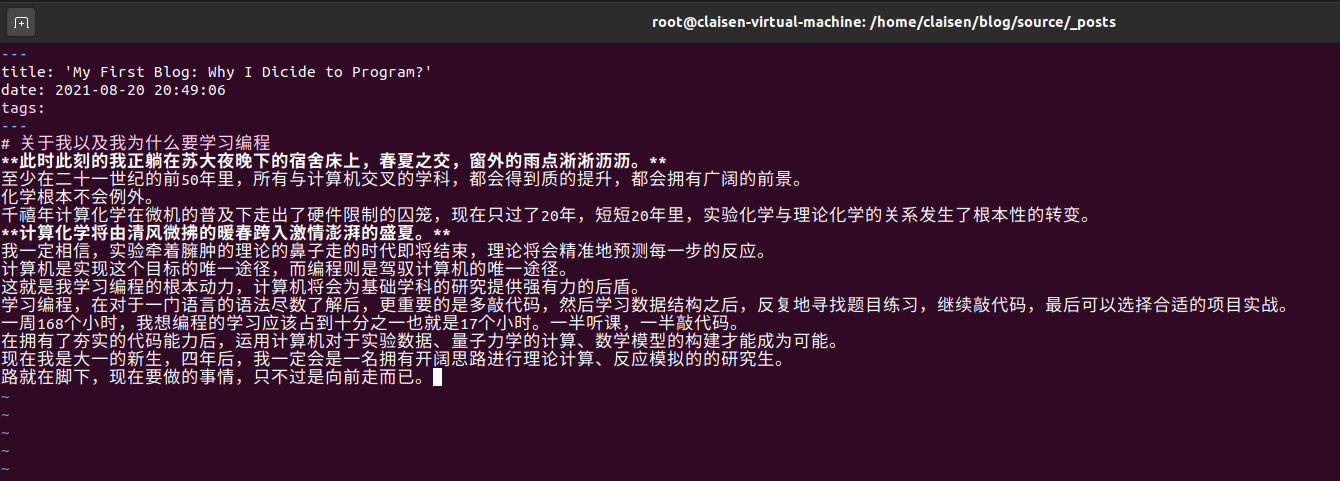 root@claisen-virtual-machine: /home/claisen/blog/source/_posts
---
title: 'My First Blog: Why I Dicide to Program?'
date: 2021-08-20 20:49:06
tags:
---
# 关于我以及我为什么要学习编程
**此时此刻的我正躺在苏大夜晚下的宿舍床上，春夏之交，窗外的雨点淅淅沥沥。**
至少在二十一世纪的前50年里，所有与计算机交叉的学科，都会得到质的提升，都会拥有广阔的前景。
化学根本不会例外。
千禧年计算化学在微机的普及下走出了硬件限制的囚笼，现在只过了20年，短短20年里，实验化学与理论化学的关系发生了根本性的转变。
**计算化学将由清风微拂的暖春跨入激情澎湃的盛夏。**
我一定相信，实验牵着臃肿的理论的鼻子走的时代即将结束，理论将会精准地预测每一步的反应。
计算机是实现这个目标的唯一途径，而编程则是驾驭计算机的唯一途径。
这就是我学习编程的根本动力，计算机将会为基础学科的研究提供强有力的后盾。
学习编程，在对于一门语言的语法尽数了解后，更重要的是多敲代码，然后学习数据结构之后，反复地寻找题目练习，继续敲代码，最后可以选择合适的项目实战。
一周168个小时，我想编程的学习应该占到十分之一也就是17个小时。一半听课，一半敲代码。
在拥有了夯实的代码能力后，运用计算机对于实验数据、量子力学的计算、数学模型的构建才能成为可能。
现在我是大一的新生，四年后，我一定会是一名拥有开阔思路进行理论计算、反应模拟的的研究生。
路就在脚下，现在要做的事情，只不过是向前走而已。
~
~
~
~
~